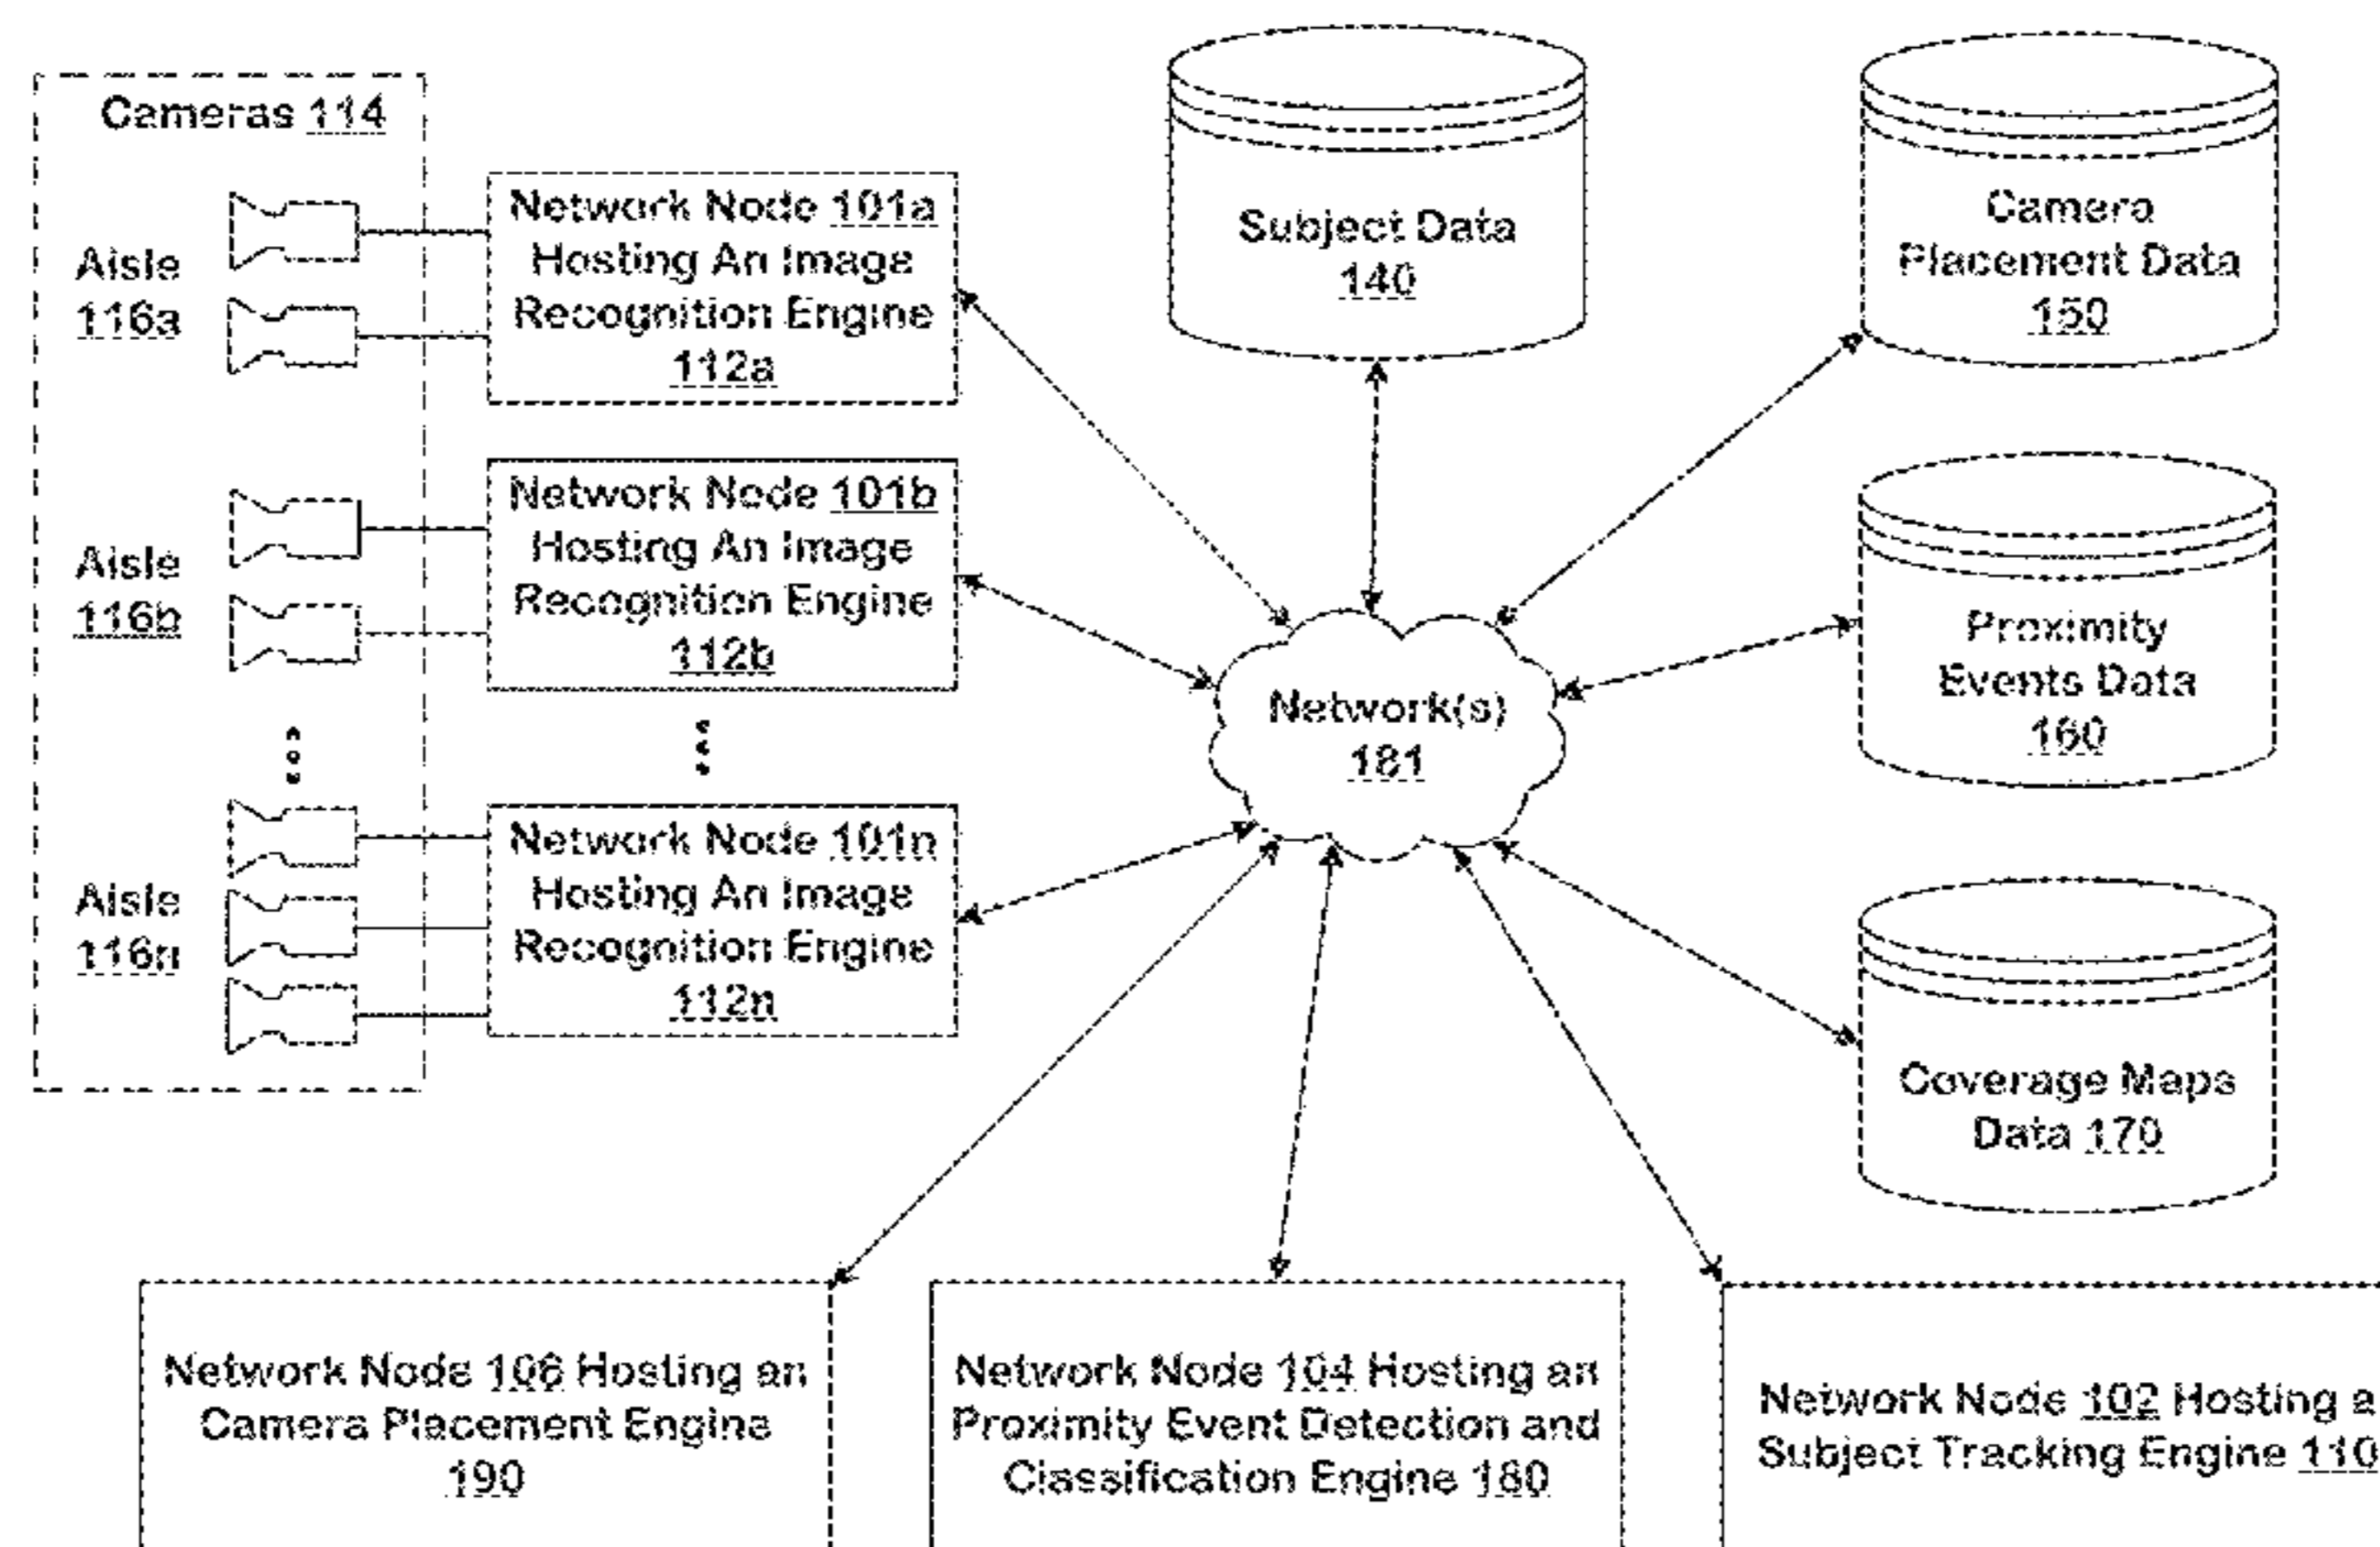 Cameras 114
Aisle
116a
Network Node 101a
Hosting An Image
Recognition Engine
112a
Aisle
116b
Network Node 101b
Hosting An Image
Recognition Engine
112b
Aisle
116n
Network Node 101n
Hosting An Image
Recognition Engine
112n
Subject Data
140
Camera
Placement Data
150
Proximity
Events Data
160
Coverage Maps
Data 170
Network(s)
181
Network Node 106 Hosting an
Camera Placement Engine
190
Network Node 104 Hosting an
Proximity Event Detection and
Classification Engine 180
Network Node 102 Hosting a
Subject Tracking Engine 110